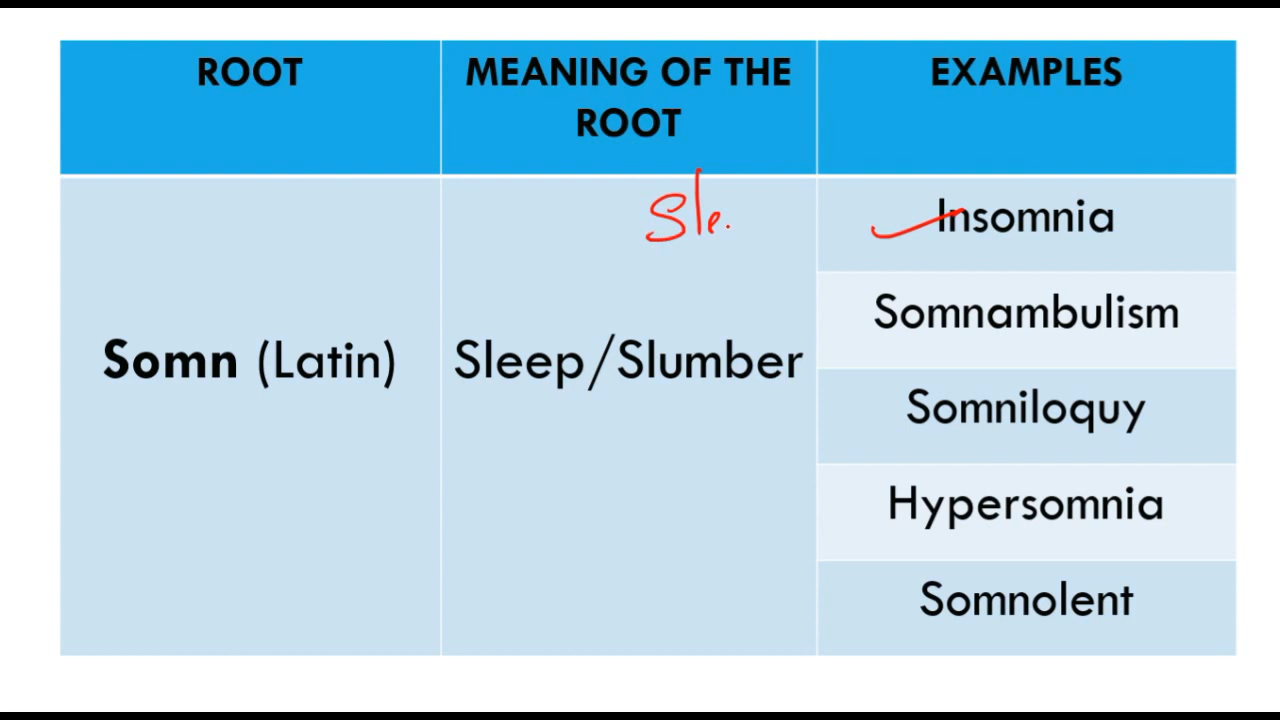 ROOT
MEANING OF THE
ROOT
EXAMPLES
Sle.
Somn (Latin)
Sleep/Slumber
Insomnia
Somnambulism
Somniloquy
Hypersomnia
Somnolent